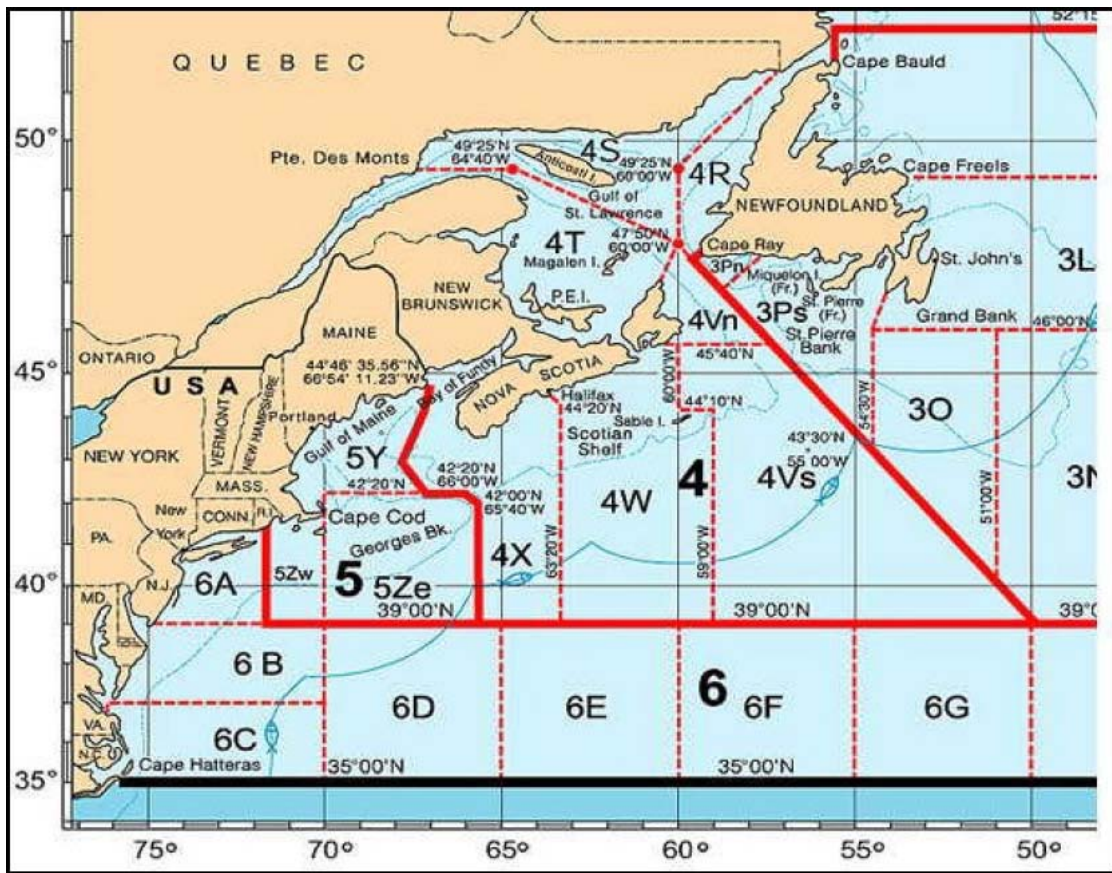 52°15
QUEBEC
Cape Bauld
50°
Pte. Des Monts
49°25'N
64°40'W
Anticosti I.
4S
49°25'N
60°00'W
4R
Cape Freels
Gulf of
St. Lawrence
NEWFOUNDLAND
47°50'N
60°00'W
4T
Magalen I.
Cape Ray
3Pn
Miquelon I.
(Fr.)
St. John's
3L
NEW
BRUNSWICK
P.E.I.
4Vn
3Ps
St. Pierre
(Fr.)
St.Pierre
Bank
Grand Bank
46°00'N
MAINE
ONTARIO
45°
USA
44°46' 35.56"N
66°54' 11.23"W
Bay of Fundy
NOVA SCOTIA
45°40'N
60°00'W
Halifax
44°20'N
44°10'N
Sable I.
Scotian
Shelf
54°30'W
3O
VERMONT
NEW HAMPSHIRE
Portland
Gulf of Maine
5Y
NEW YORK
43°30'N
55°00'W
42°20'N
66°00'W
42°20'N
42°00'N
65°40'W
4
4Vs
4W
51°00'W
3N
MASS.
CONN.
R.I.
New
York
Cape Cod
Georges Bk.
PA.
4X
63°20'W
59°00'W
40°
6A
5Zw
5
5Ze
N.J.
MD.
39°00'N
39°00'N
39°0
6 B
6D
6E
6
6F
6G
VA.
N.C.
6C
Cape Hatteras
35°00'N
35°00'N
35°
75°
70°
65°
60°
55°
50°